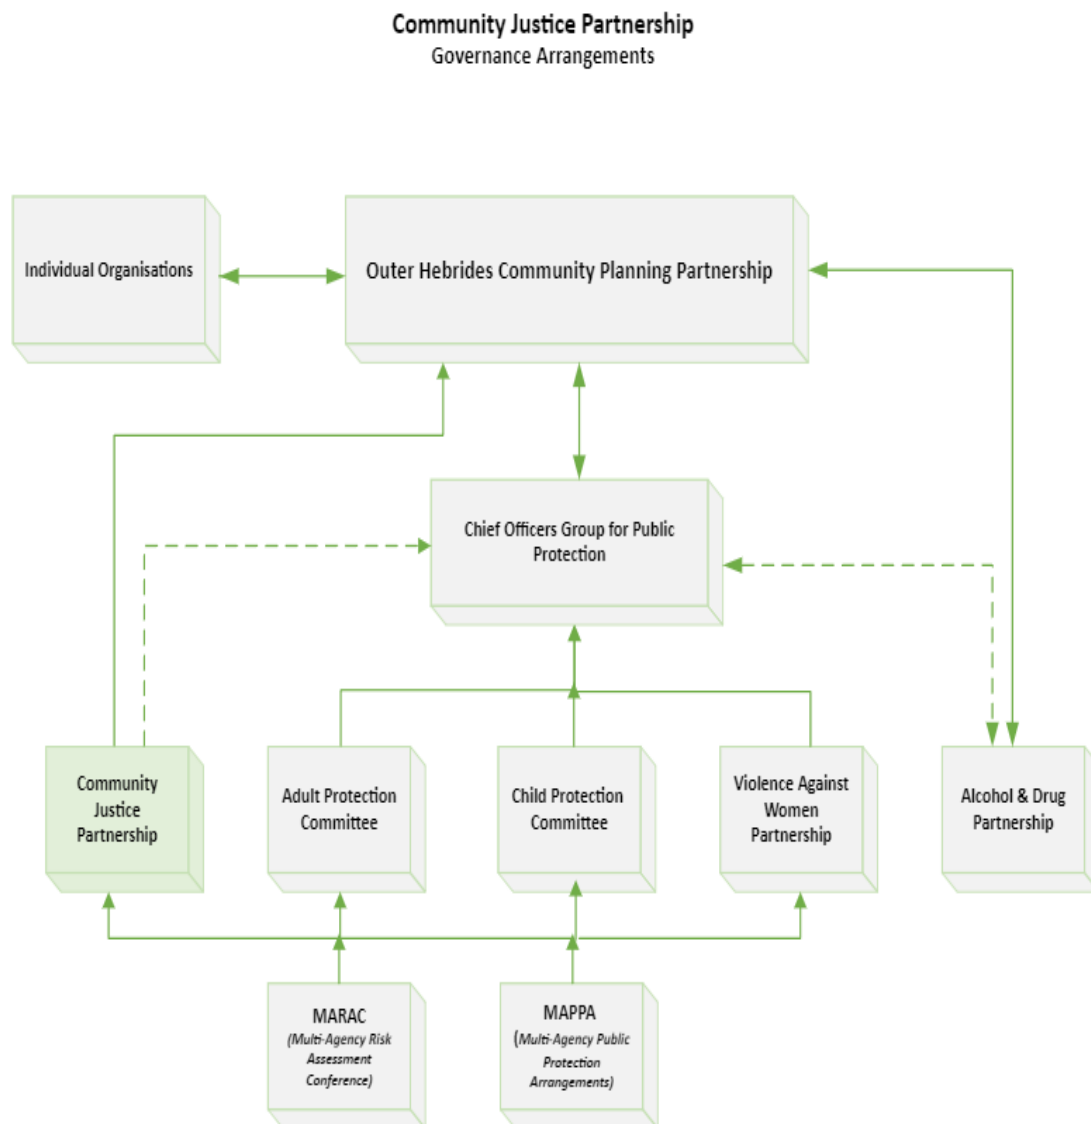 Community Justice Partnership
Governance Arrangements
Individual Organisations
Outer Hebrides Community Planning Partnership
Chief Officers Group for Public
Protection
Community
Justice
Partnership
Adult Protection
Committee
Child Protection
Committee
Violence Against
Women
Partnership
Alcohol & Drug
Partnership
MARAC
(Multi-Agency Risk
Assessment
Conference)
MAPPA
(Multi-Agency Public
Protection
Arrangements)